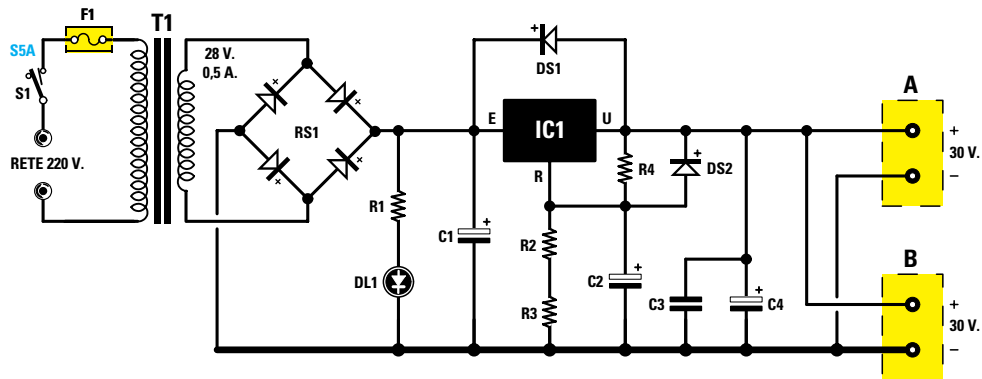 F1
T1
S5A
S1
RETE 220 V.
28 V.
0,5 A.
RS1
+
DS1
E
IC1
U
R
R4
+
DS2
R1
DL1
C1
+
R2
R3
C2
+
C3
+
C4
A
+
30 V.
–
B
+
30 V.
–